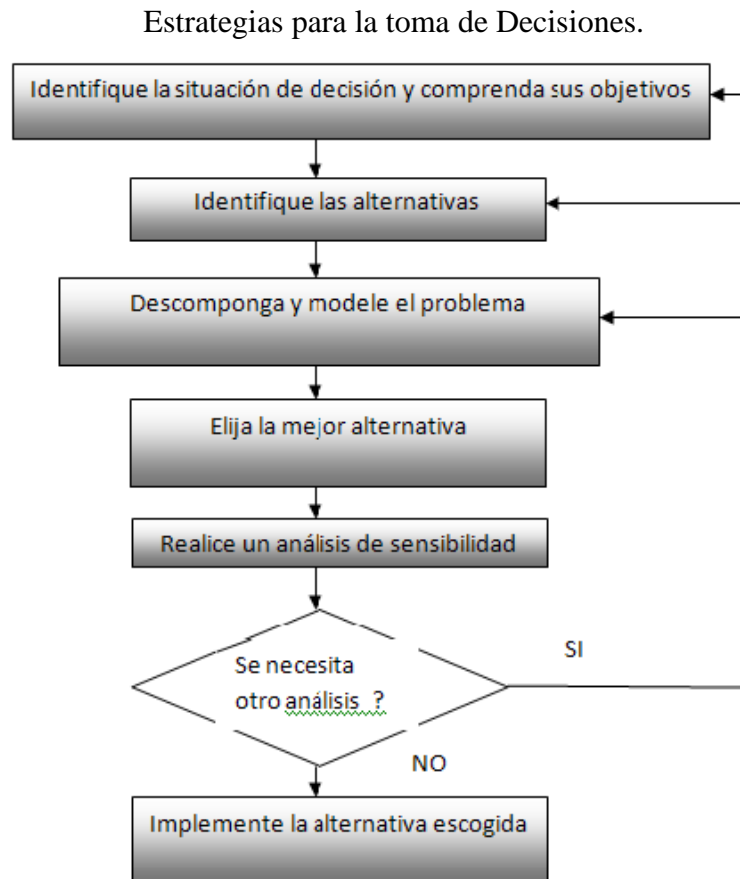 Estrategias para la toma de Decisiones.
Identifique la situación de decisión y comprenda sus objetivos
Identifique las alternativas
Descomponga y modele el problema
Elija la mejor alternativa
Realice un análisis de sensibilidad
Se necesita
otro análisis ?
SI
NO
Implemente la alternativa escogida